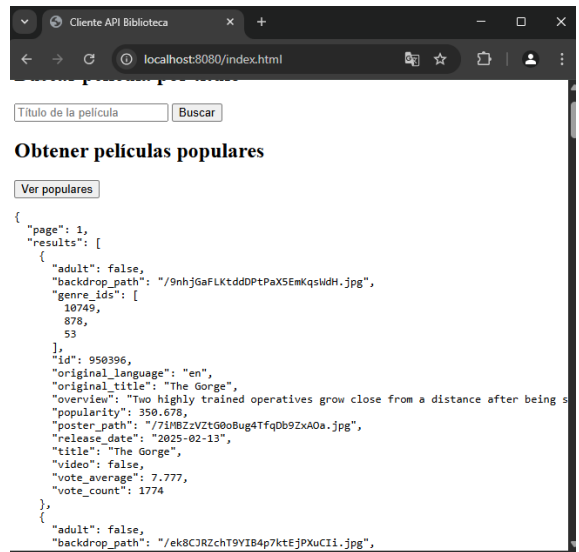 Cliente API Biblioteca
localhost:8080/index.html
Título de la película
Buscar
Obtener películas populares
Ver populares
{
"page": 1,
"results": [
{
"adult": false,
"backdrop_path": "/9nhjGaFLKtddDPtPaX5EmKqsWdH.jpg",
"genre_ids": [
10749,
878,
53
],
"id": 950396,
"original_language": "en",
"original_title": "The Gorge",
"overview": "Two highly trained operatives grow close from a distance after being s
"popularity": 350.678,
"poster_path": "/7iMBZzVZtG0oBug4TfqDb9ZxAOa.jpg",
"release_date": "2025-02-13",
"title": "The Gorge",
"video": false,
"vote_average": 7.777,
"vote_count": 1774
},
{
"adult": false,
"backdrop_path": "/ek8CJRZchT9YIB4p7ktEjPXuCIi.jpg",